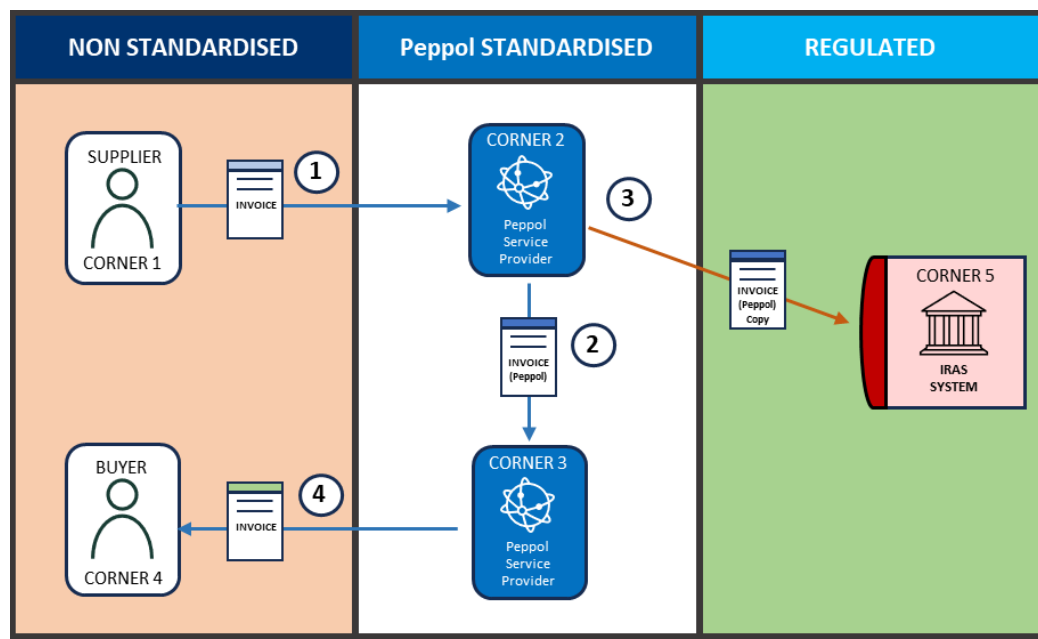 NON STANDARDISED
Peppol STANDARDISED
REGULATED
SUPPLIER
CORNER 1
INVOICE
1
CORNER 2
Peppol
Service
Provider
3
INVOICE
(Peppol)
Copy
CORNER 5
IRAS
SYSTEM
INVOICE
(Peppol)
2
BUYER
CORNER 4
INVOICE
4
CORNER 3
Peppol
Service
Provider